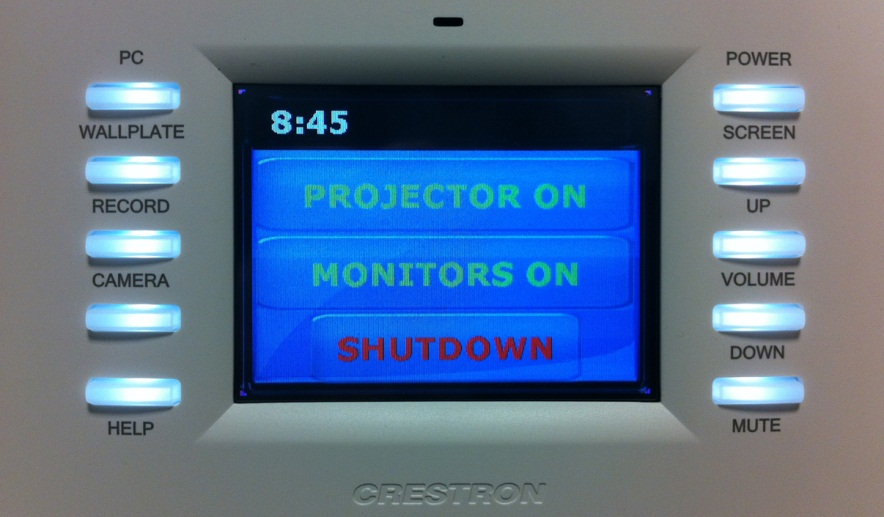 PC
WALLPLATE
RECORD
CAMERA
HELP
8:45
PROJECTOR ON
MONITORS ON
SHUTDOWN
POWER
SCREEN
UP
VOLUME
DOWN
MUTE
CRESTRON